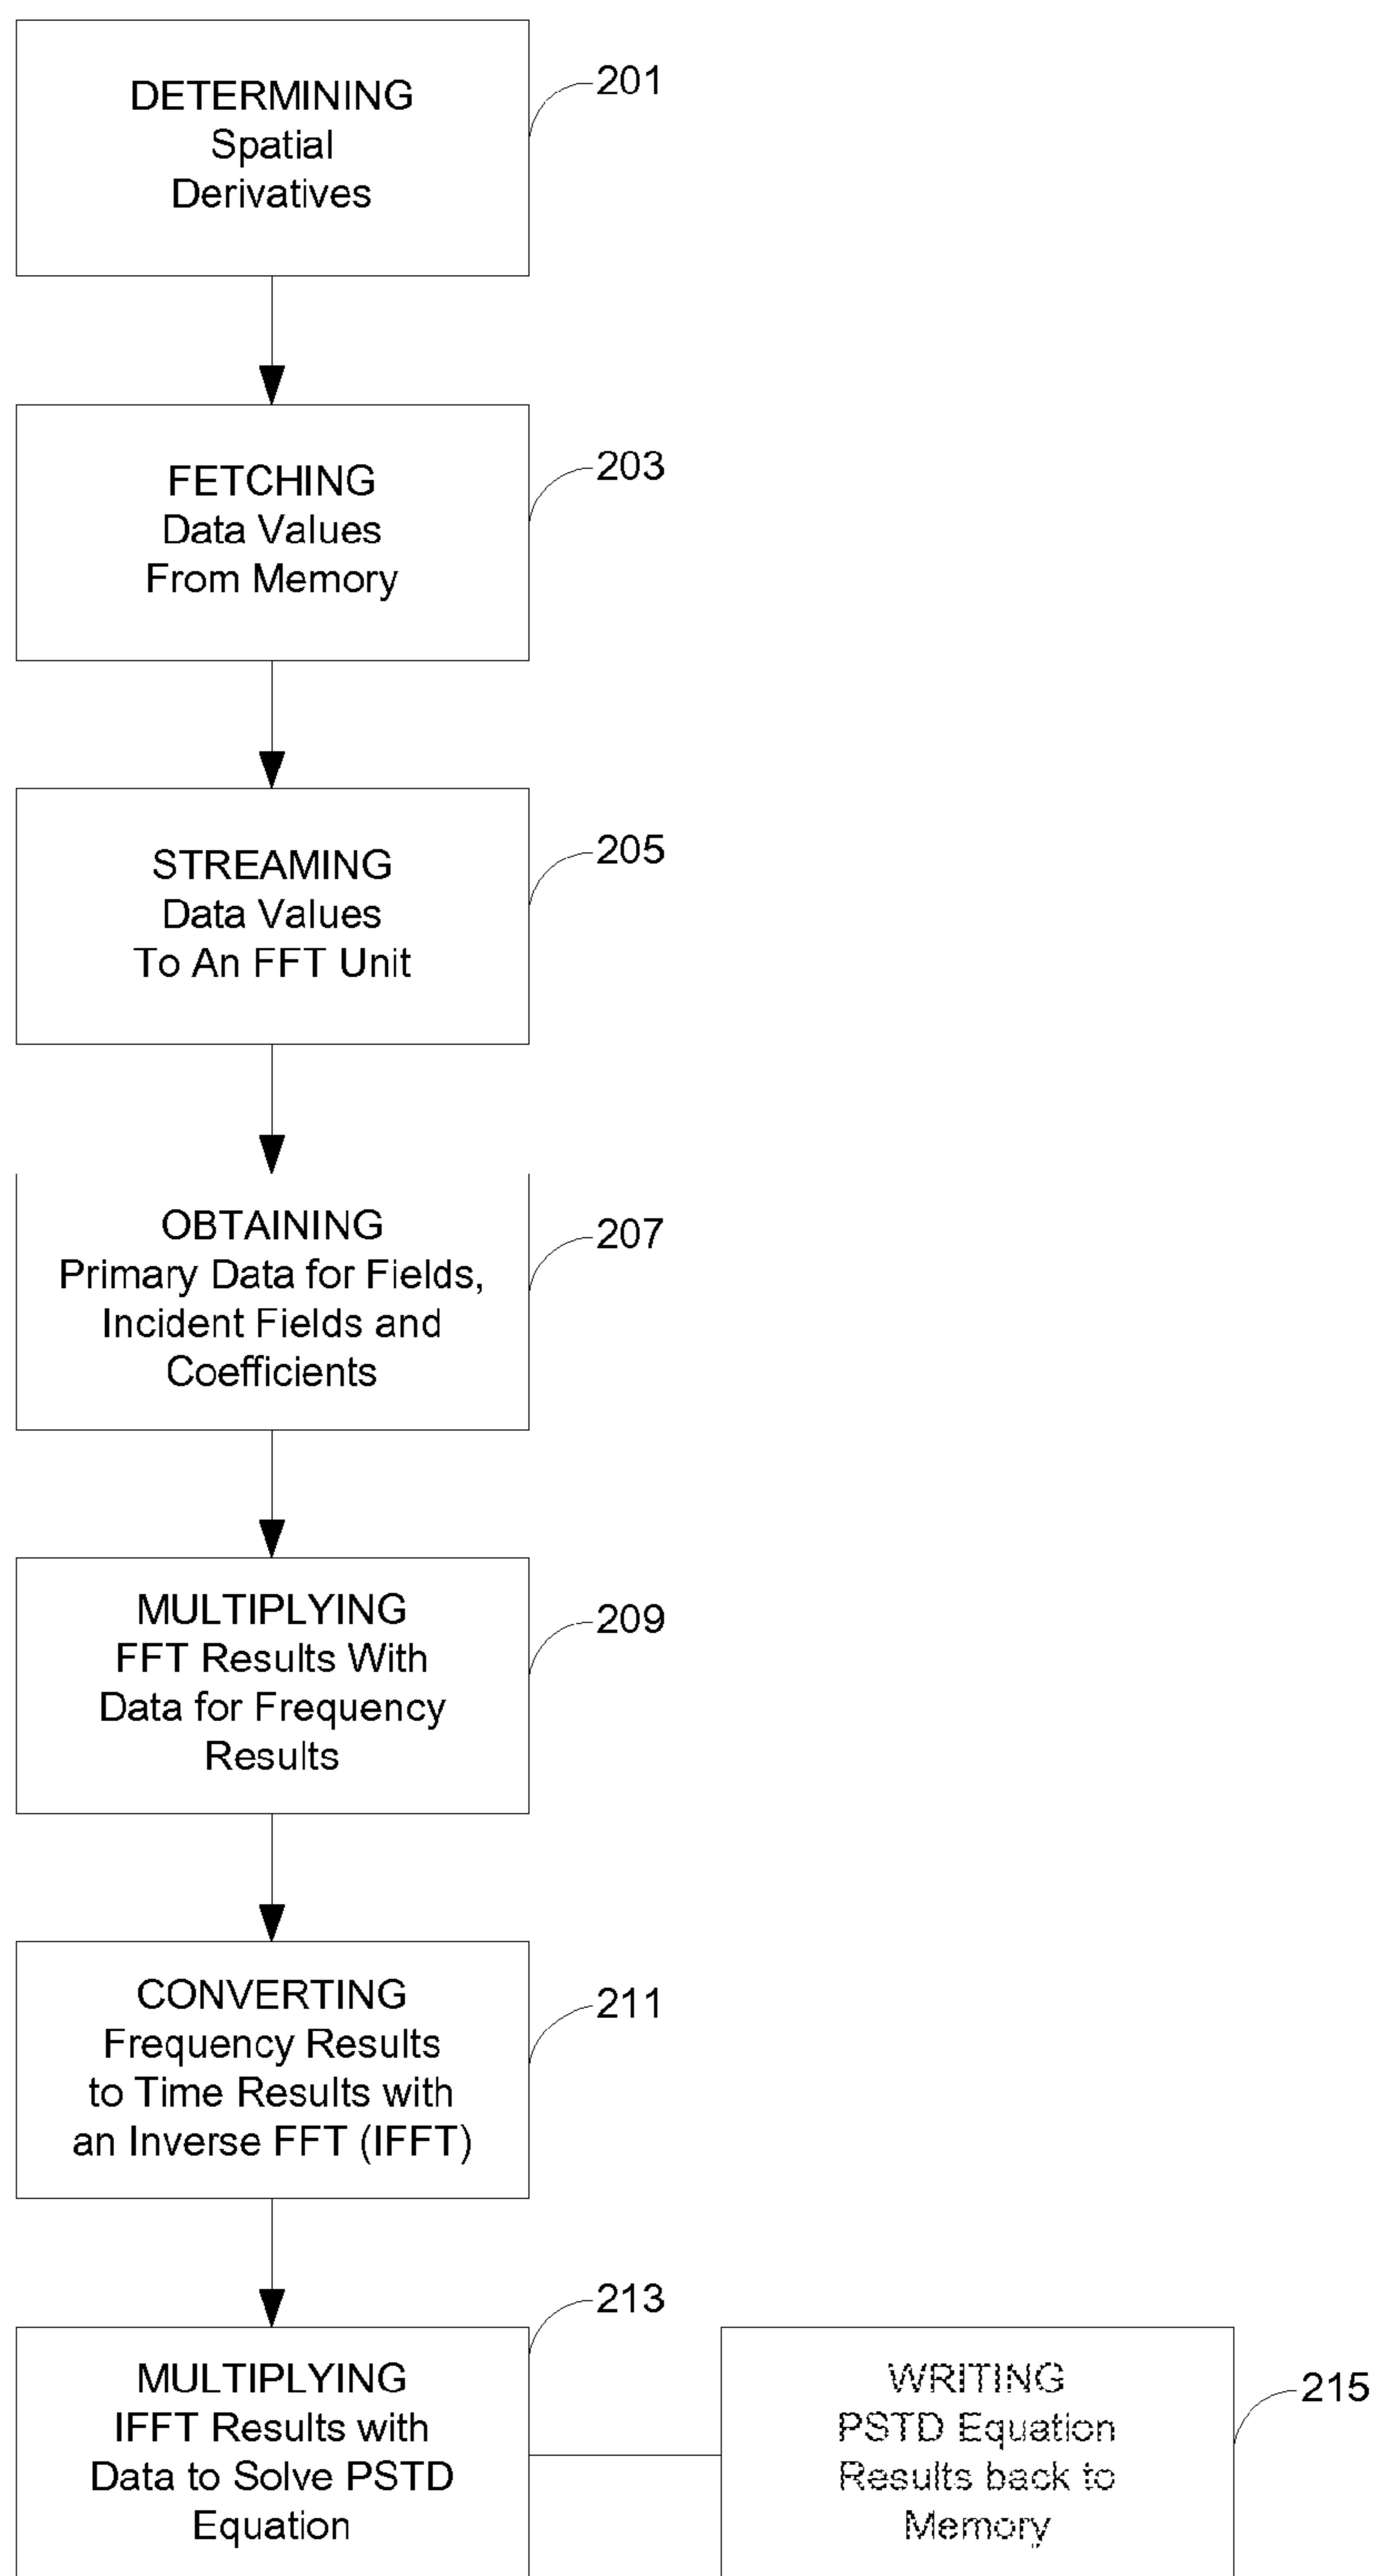 DETERMINING
Spatial
Derivatives
201
FETCHING
Data Values
From Memory
203
STREAMING
Data Values
To An FFT Unit
205
OBTAINING
Primary Data for Fields,
Incident Fields and
Coefficients
207
MULTIPLYING
FFT Results With
Data for Frequency
Results
209
CONVERTING
Frequency Results
to Time Results with
an Inverse FFT (IFFT)
211
MULTIPLYING
IFFT Results with
Data to Solve PSTD
Equation
213
WRITING
PSTD Equation
Results back to
Memory
215